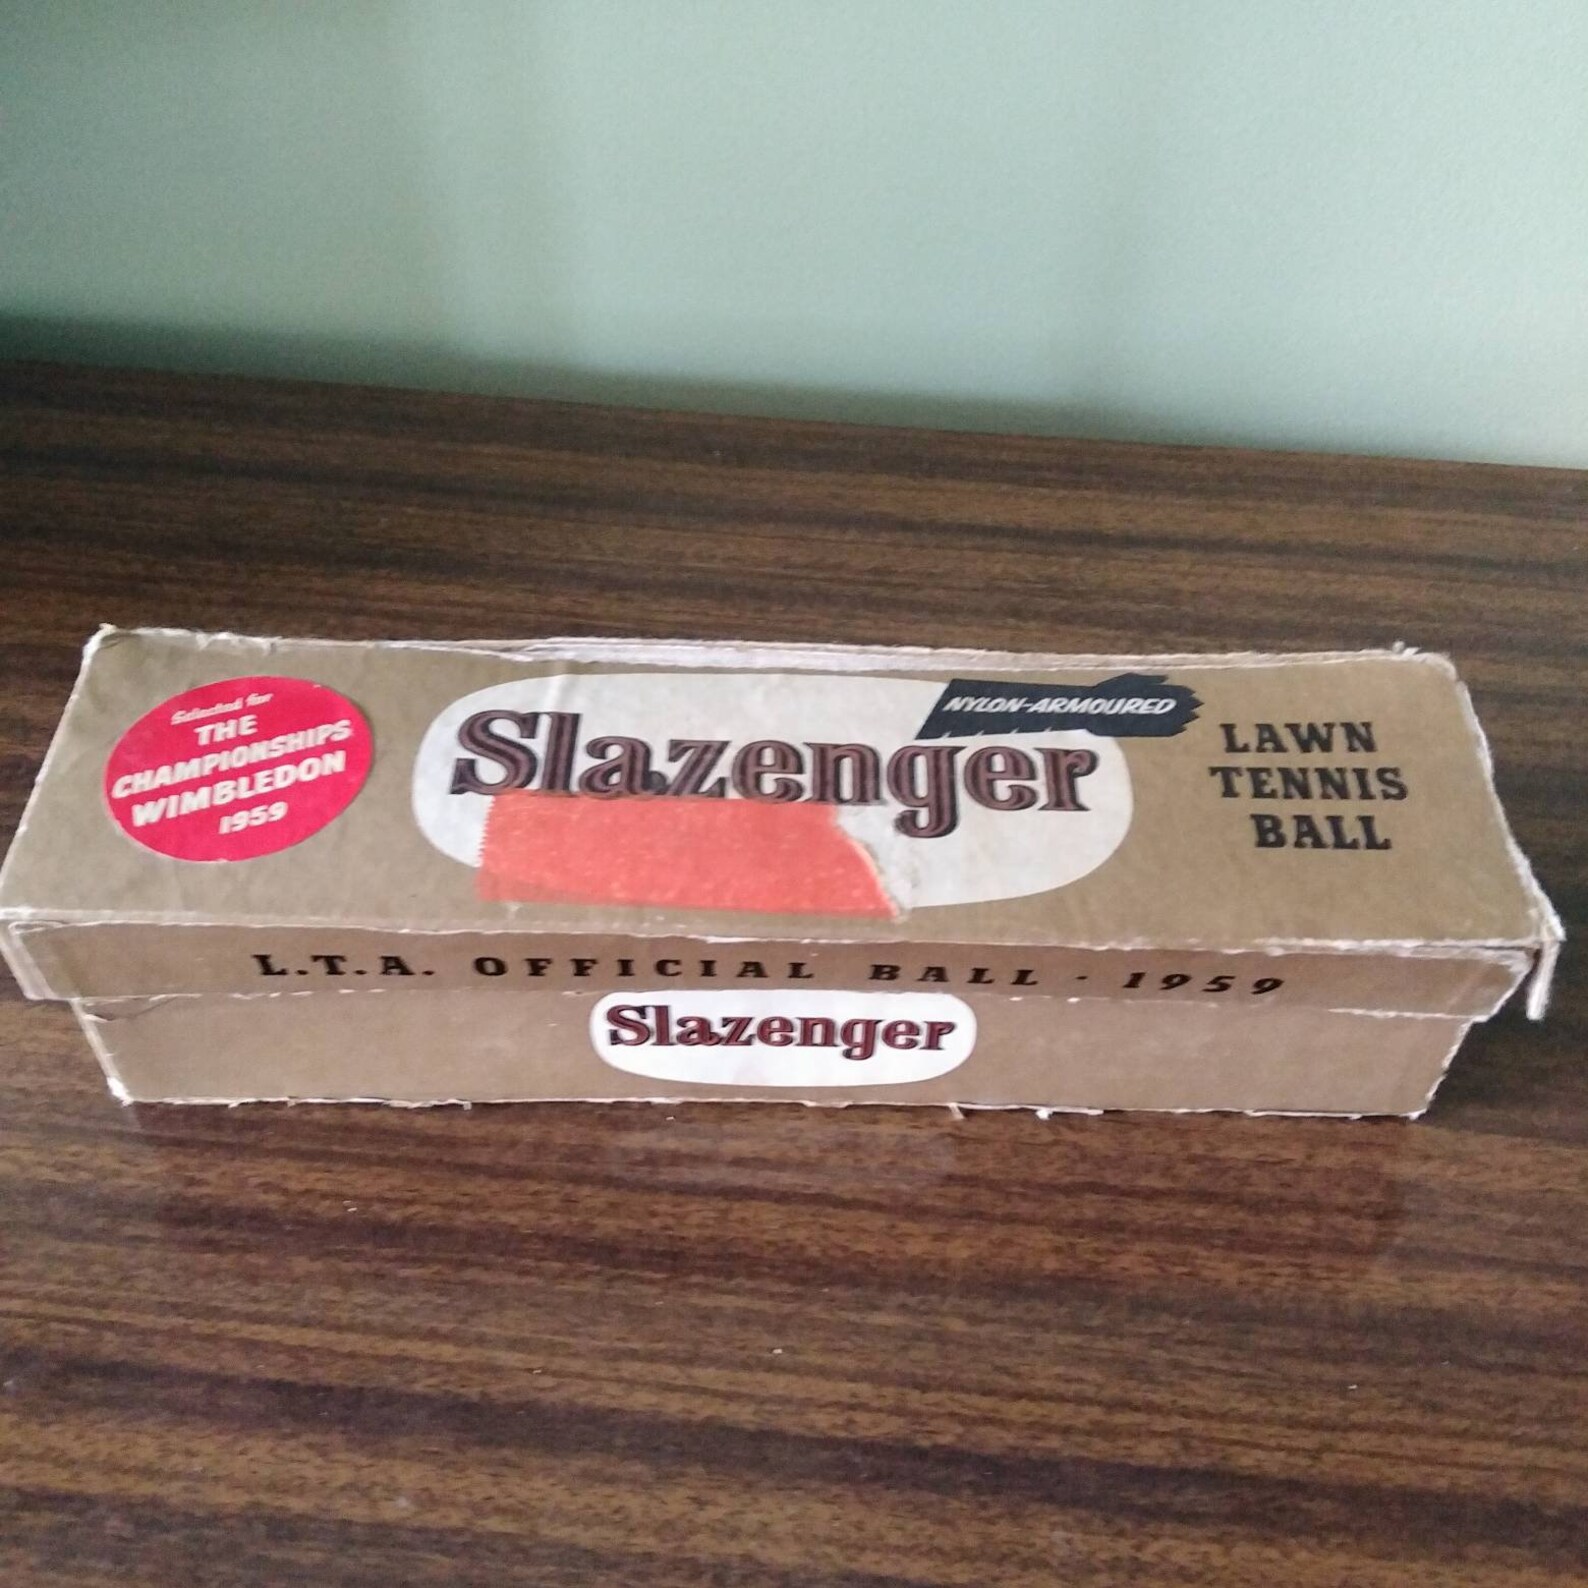 Selected for
THE
CHAMPIONSHIPS
WIMBLEDON
1959
Slazenger
NYLON-ARMOURED
LAWN
TENNIS
BALL
L.T.A. OFFICIAL BALL · 1959
Slazenger